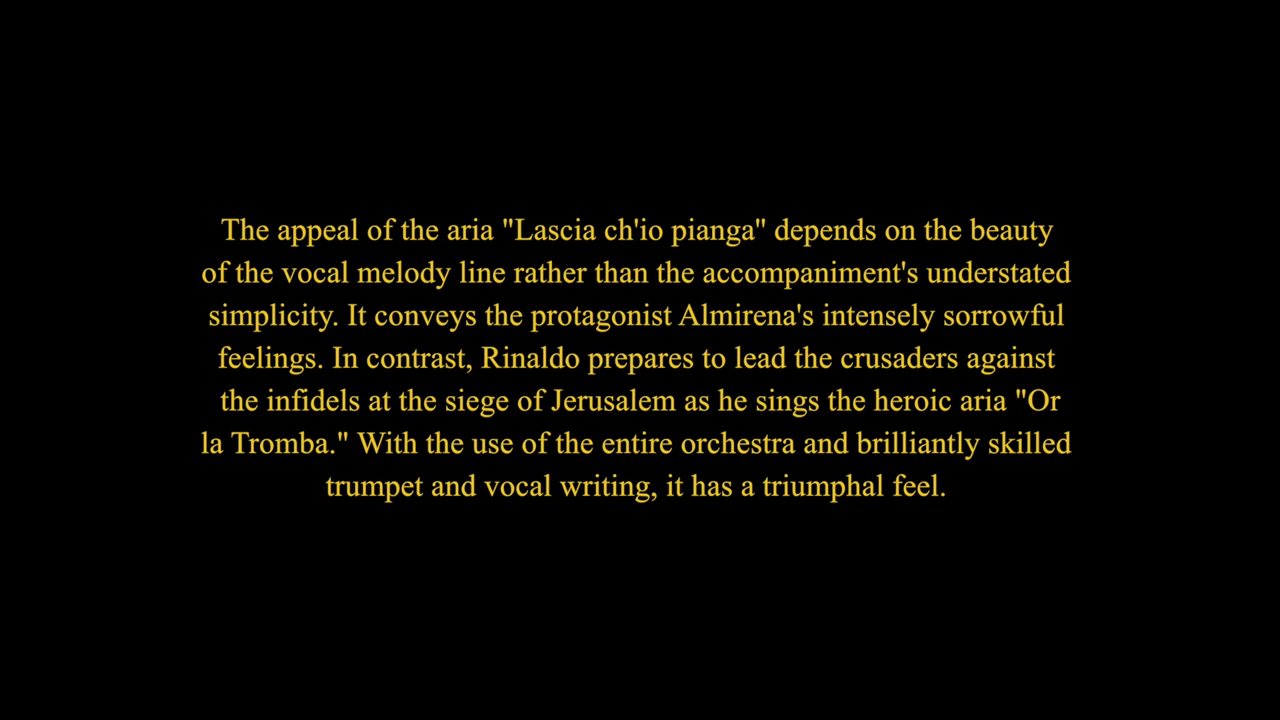 The appeal of the aria "Lascia ch'io pianga" depends on the beauty
of the vocal melody line rather than the accompaniment's understated
simplicity. It conveys the protagonist Almirena's intensely sorrowful
feelings. In contrast, Rinaldo prepares to lead the crusaders against
the infidels at the siege of Jerusalem as he sings the heroic aria "Or
la Tromba." With the use of the entire orchestra and brilliantly skilled
trumpet and vocal writing, it has a triumphal feel.